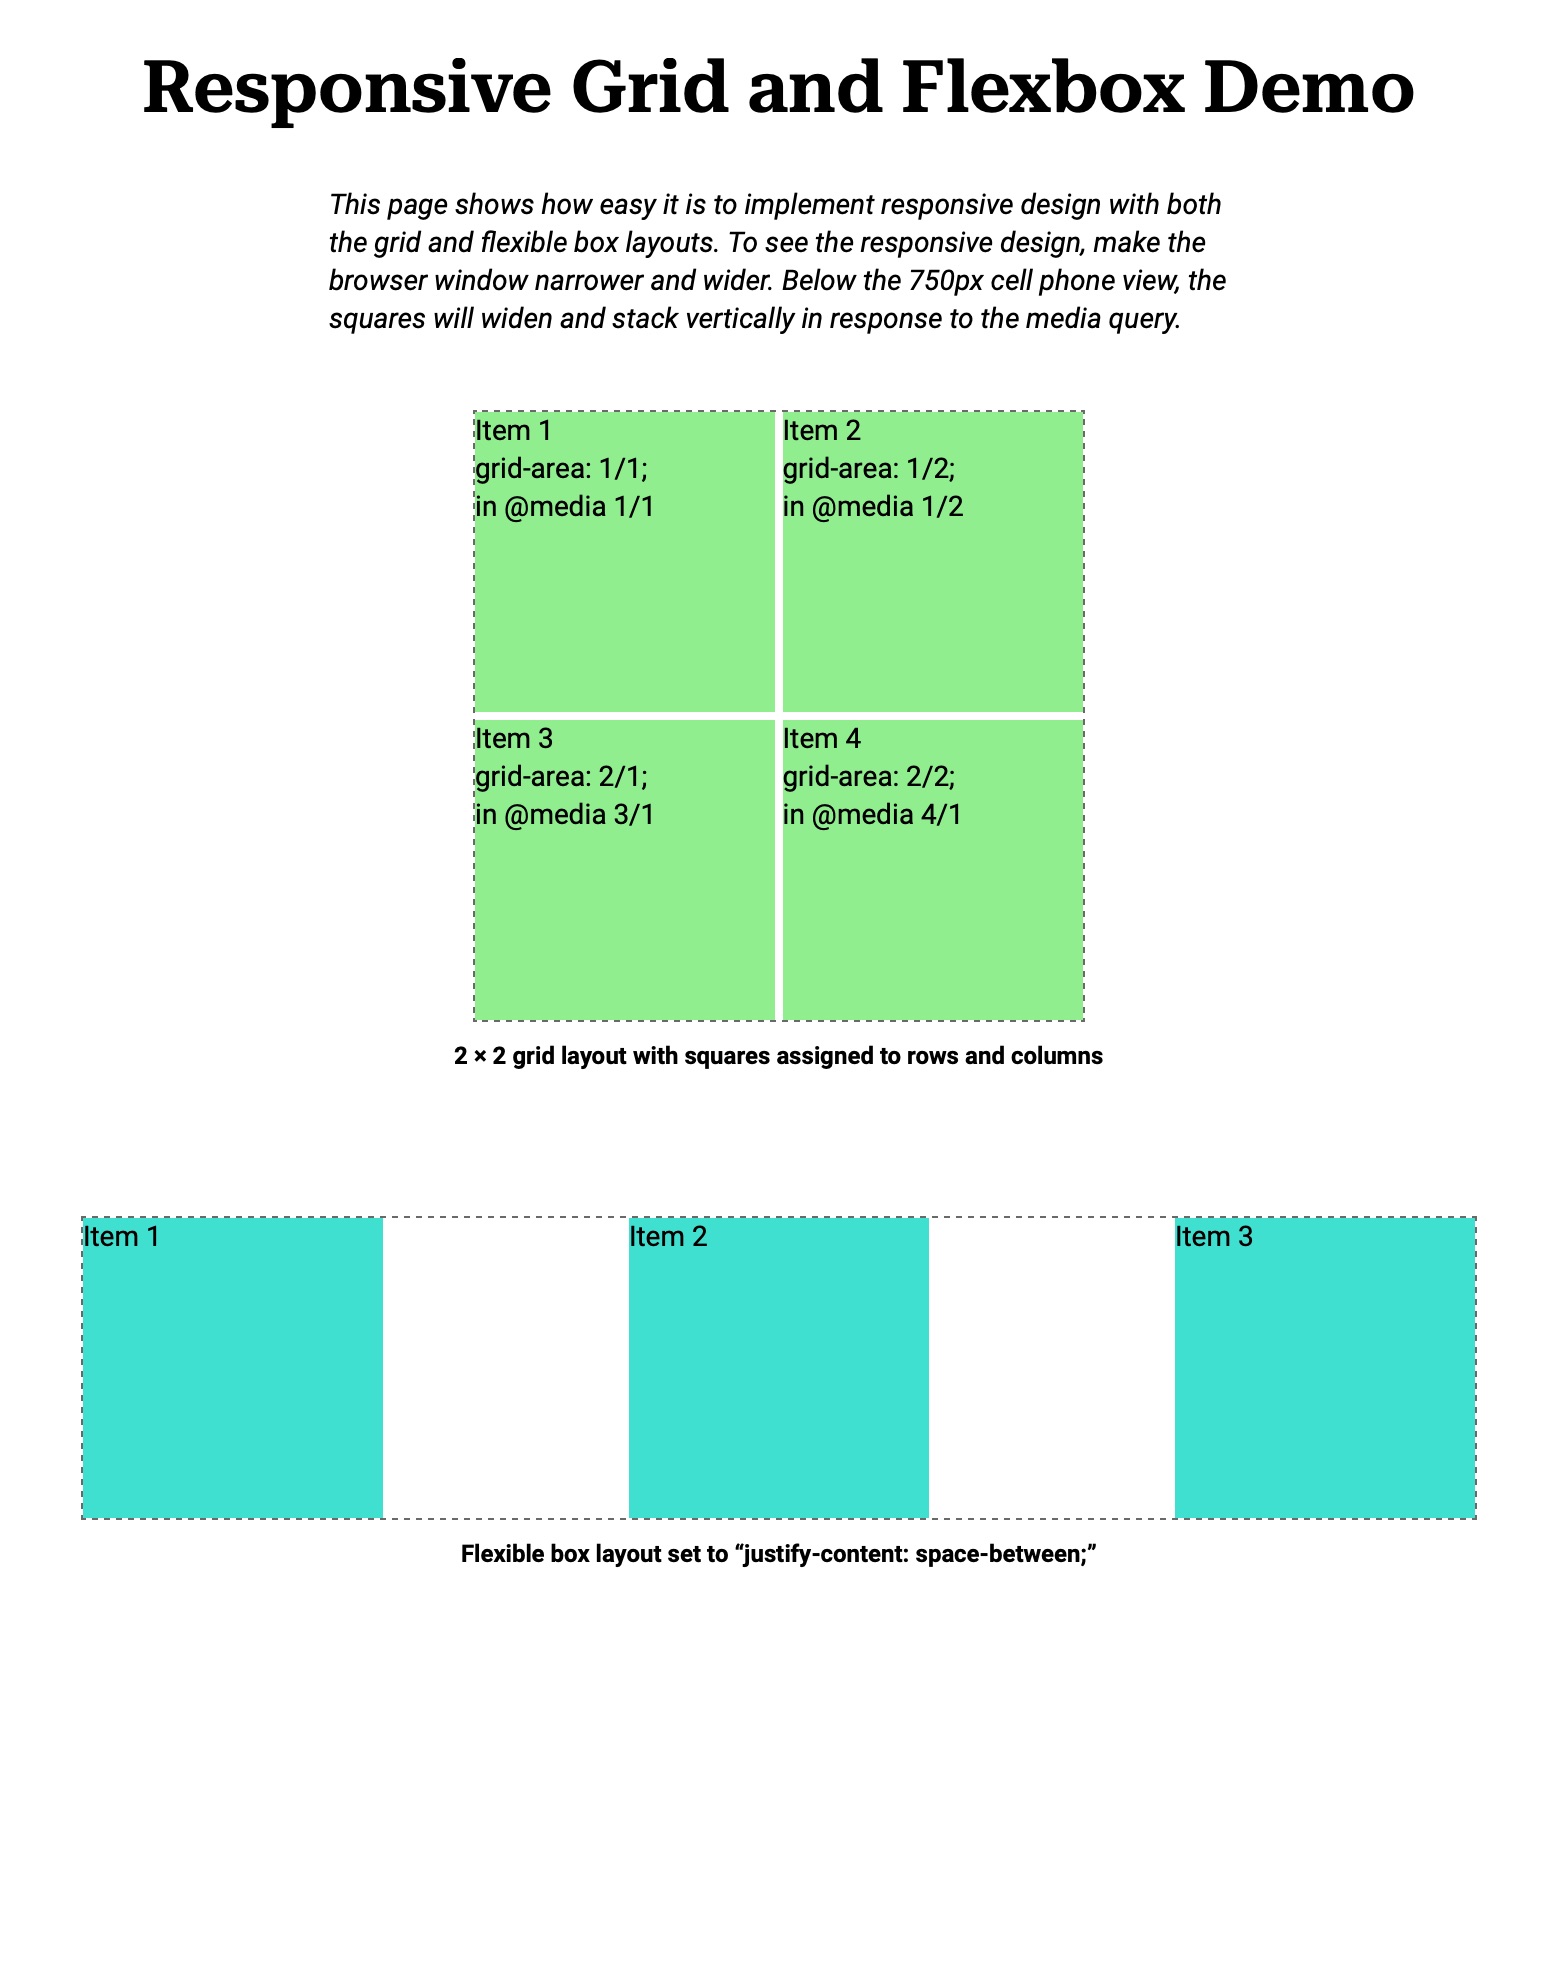 Responsive Grid and Flexbox Demo
This page shows how easy it is to implement responsive design with both
the grid and flexible box layouts. To see the responsive design, make the
browser window narrower and wider. Below the 750px cell phone view, the
squares will widen and stack vertically in response to the media query.
Item 1
grid-area: 1/1;
in @media 1/1
Item 2
grid-area: 1/2;
in @media 1/2
Item 3
grid-area: 2/1;
in @media 3/1
Item 4
grid-area: 2/2;
in @media 4/1
2 × 2 grid layout with squares assigned to rows and columns
Item 1
Item 2
Item 3
Flexible box layout set to “justify-content: space-between;”